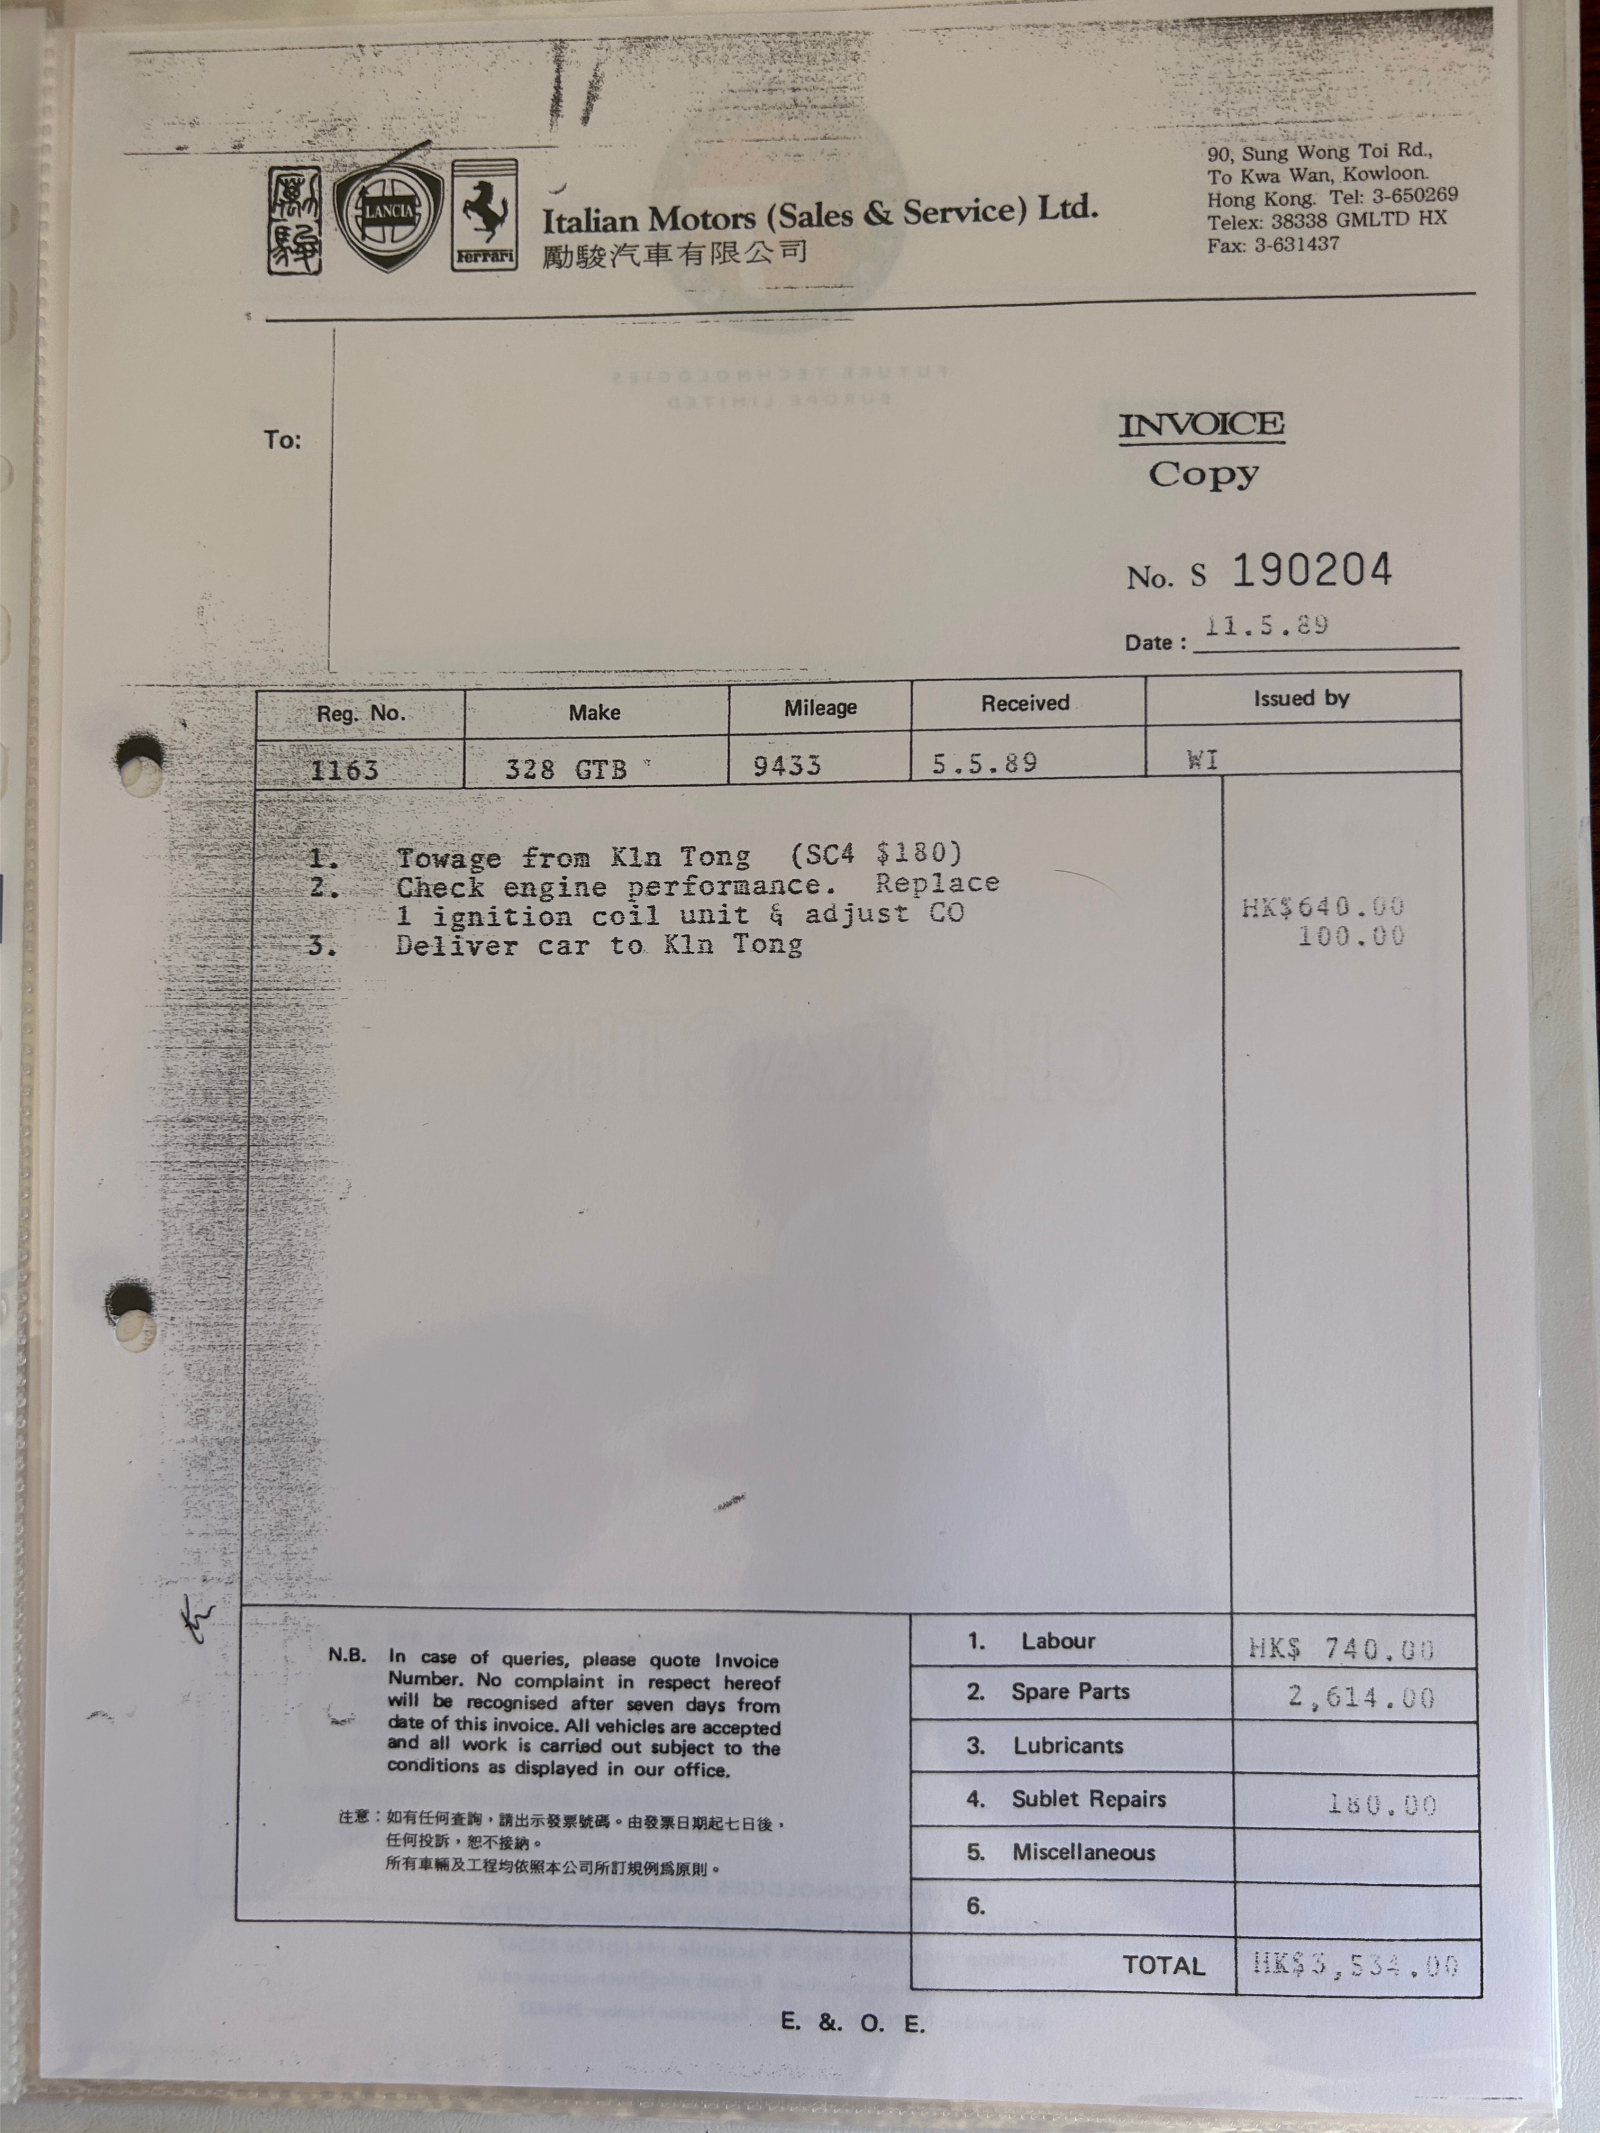 90, Sung Wong Toi Rd.,
To Kwa Wan, Kowloon.
Hong Kong. Tel: 3-650269
Telex: 38338 GMLTD HX
Fax: 3-631437
勵駿
LANCIA
Ferrari
Italian Motors (Sales & Service) Ltd.
勵駿汽車有限公司
FUTURE TECHNOLOGIES
EUROPE LIMITED
To:
INVOICE
Copy
No. S 190204
Date : 11.5.89
Reg. No. Make Mileage Received Issued by
1163 328 GTB 9433 5.5.89 WI
1. Towage from Kln Tong (SC4 $180)
2. Check engine performance. Replace
1 ignition coil unit & adjust CO HK$640.00
3. Deliver car to Kln Tong 100.00
N.B. In case of queries, please quote Invoice
Number. No complaint in respect hereof
will be recognised after seven days from
date of this invoice. All vehicles are accepted
and all work is carried out subject to the
conditions as displayed in our office.
注意：如有任何查詢，請出示發票號碼。由發票日期起七日後，
任何投訴，恕不接納。
所有車輛及工程均依照本公司所訂規例爲原則。
1. Labour HK$ 740.00
2. Spare Parts 2,614.00
3. Lubricants
4. Sublet Repairs 180.00
5. Miscellaneous
6.
TOTAL HK$3,534.00
E. &. O. E.